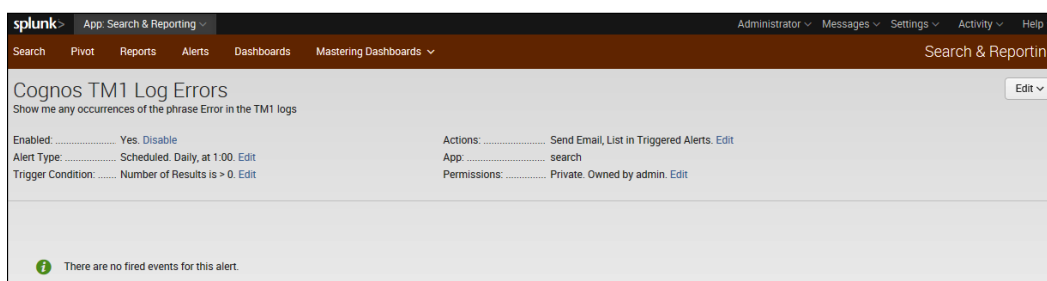 splunk> App: Search & Reporting Administrator Messages Settings Activity Help
Search Pivot Reports Alerts Dashboards Mastering Dashboards Search & Reportin
Cognos TM1 Log Errors Edit
Show me any occurrences of the phrase Error in the TM1 logs
Enabled: ...................... Yes. Disable Actions: ...................... Send Email, List in Triggered Alerts. Edit
Alert Type: ................... Scheduled. Daily, at 1:00. Edit App: ............................ search
Trigger Condition: ....... Number of Results is > 0. Edit Permissions: .............. Private. Owned by admin. Edit
i There are no fired events for this alert.